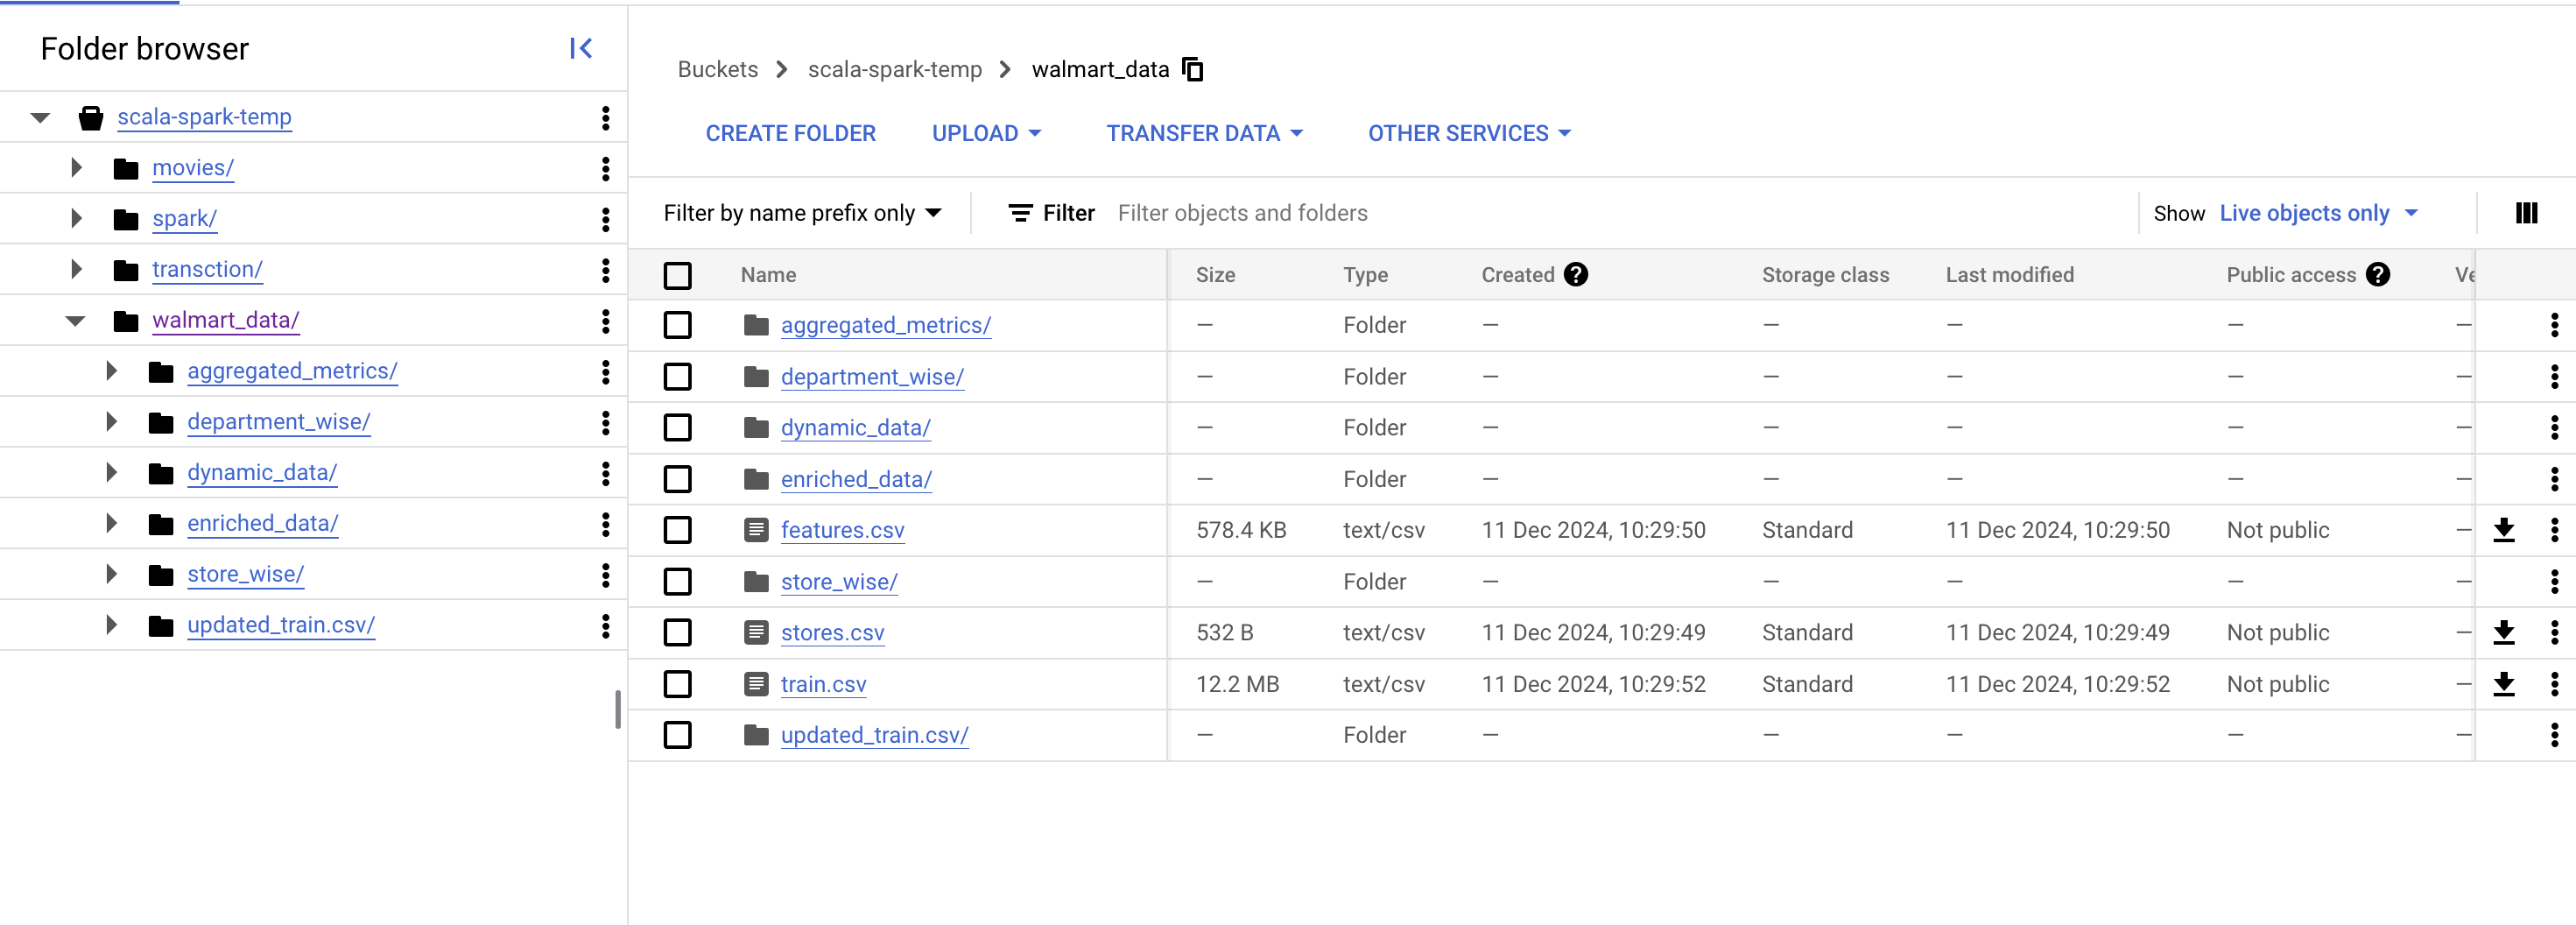 Folder browser
scala-spark-temp
movies/
spark/
transction/
walmart_data/
aggregated_metrics/
department_wise/
dynamic_data/
enriched_data/
store_wise/
updated_train.csv/
Buckets scala-spark-temp walmart_data
CREATE FOLDER UPLOAD TRANSFER DATA OTHER SERVICES
Filter by name prefix only Filter Filter objects and folders Show Live objects only
Name Size Type Created Storage class Last modified Public access Ve
aggregated_metrics/ — Folder — — — — —
department_wise/ — Folder — — — — —
dynamic_data/ — Folder — — — — —
enriched_data/ — Folder — — — — —
features.csv 578.4 KB text/csv 11 Dec 2024, 10:29:50 Standard 11 Dec 2024, 10:29:50 Not public —
store_wise/ — Folder — — — — —
stores.csv 532 B text/csv 11 Dec 2024, 10:29:49 Standard 11 Dec 2024, 10:29:49 Not public —
train.csv 12.2 MB text/csv 11 Dec 2024, 10:29:52 Standard 11 Dec 2024, 10:29:52 Not public —
updated_train.csv/ — Folder — — — — —